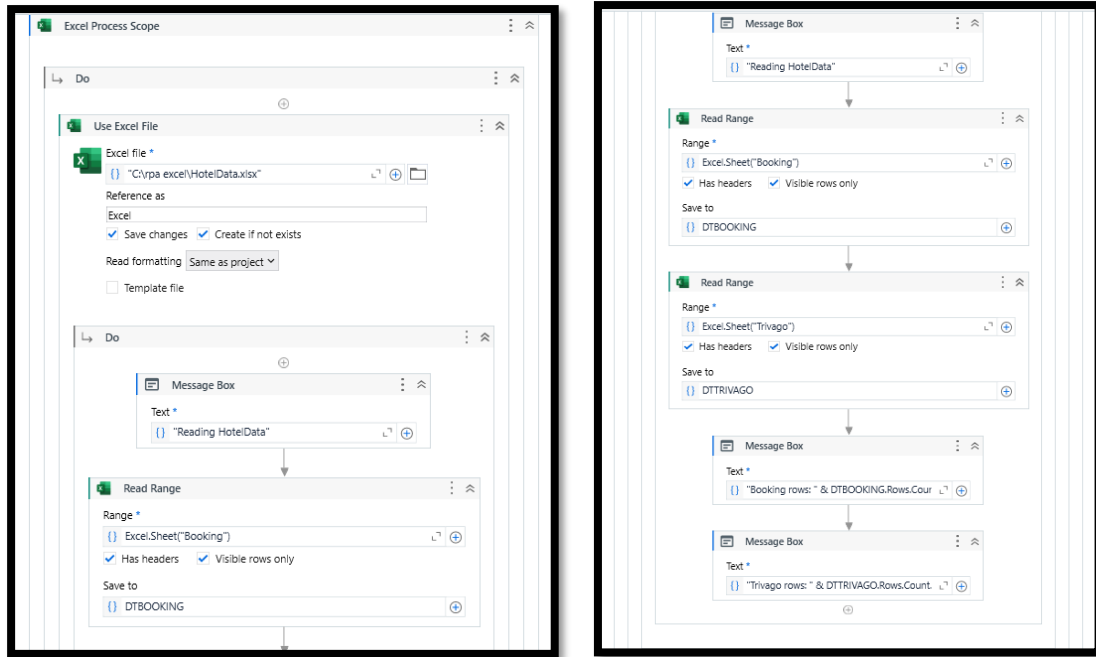 Excel Process Scope
Do
Use Excel File
Excel file *
"C:\rpa excel\HotelData.xlsx"
Reference as
Excel
Save changes Create if not exists
Read formatting Same as project
Template file
Do
Message Box
Text *
"Reading HotelData"
Read Range
Range *
Excel.Sheet("Booking")
Has headers Visible rows only
Save to
DTBOOKING
Message Box
Text *
"Reading HotelData"
Read Range
Range *
Excel.Sheet("Booking")
Has headers Visible rows only
Save to
DTBOOKING
Read Range
Range *
Excel.Sheet("Trivago")
Has headers Visible rows only
Save to
DTTRIVAGO
Message Box
Text *
"Booking rows: " & DTBOOKING.Rows.Cour
Message Box
Text *
"Trivago rows: " & DTTRIVAGO.Rows.Count.